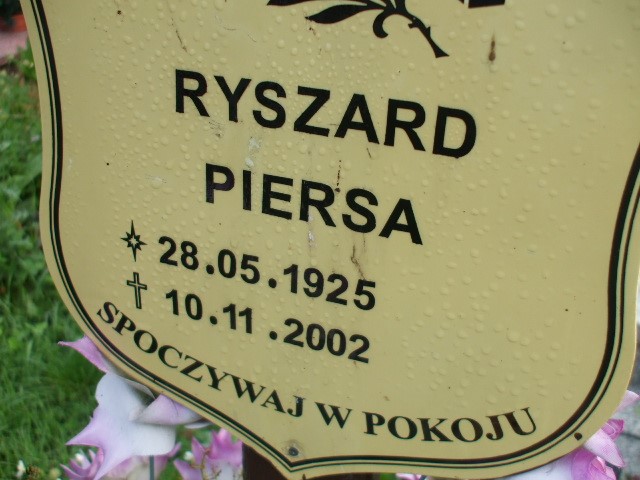 RYSZARD
PIERSA
28.05.1925
10.11.2002
SPOCZYWAJ W POKOJU